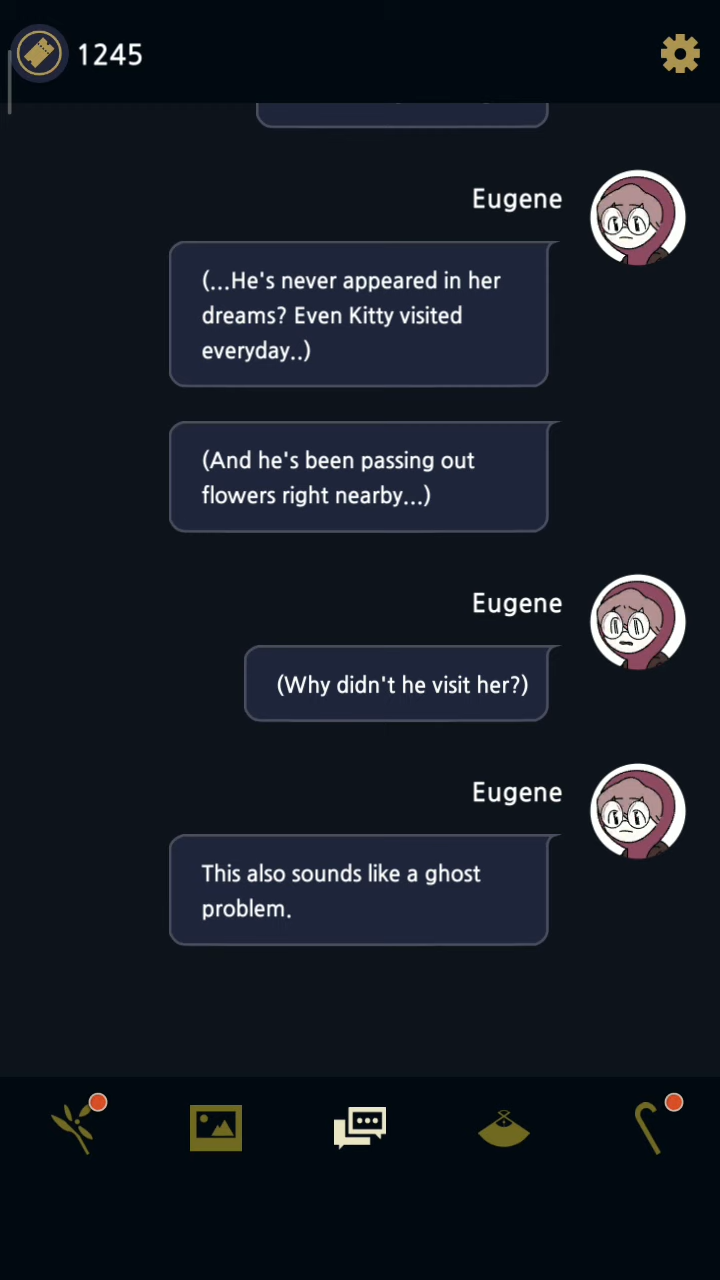 1245
Eugene
(...He's never appeared in her
dreams? Even Kitty visited
everyday..)
(And he's been passing out
flowers right nearby...)
Eugene
(Why didn't he visit her?)
Eugene
This also sounds like a ghost
problem.